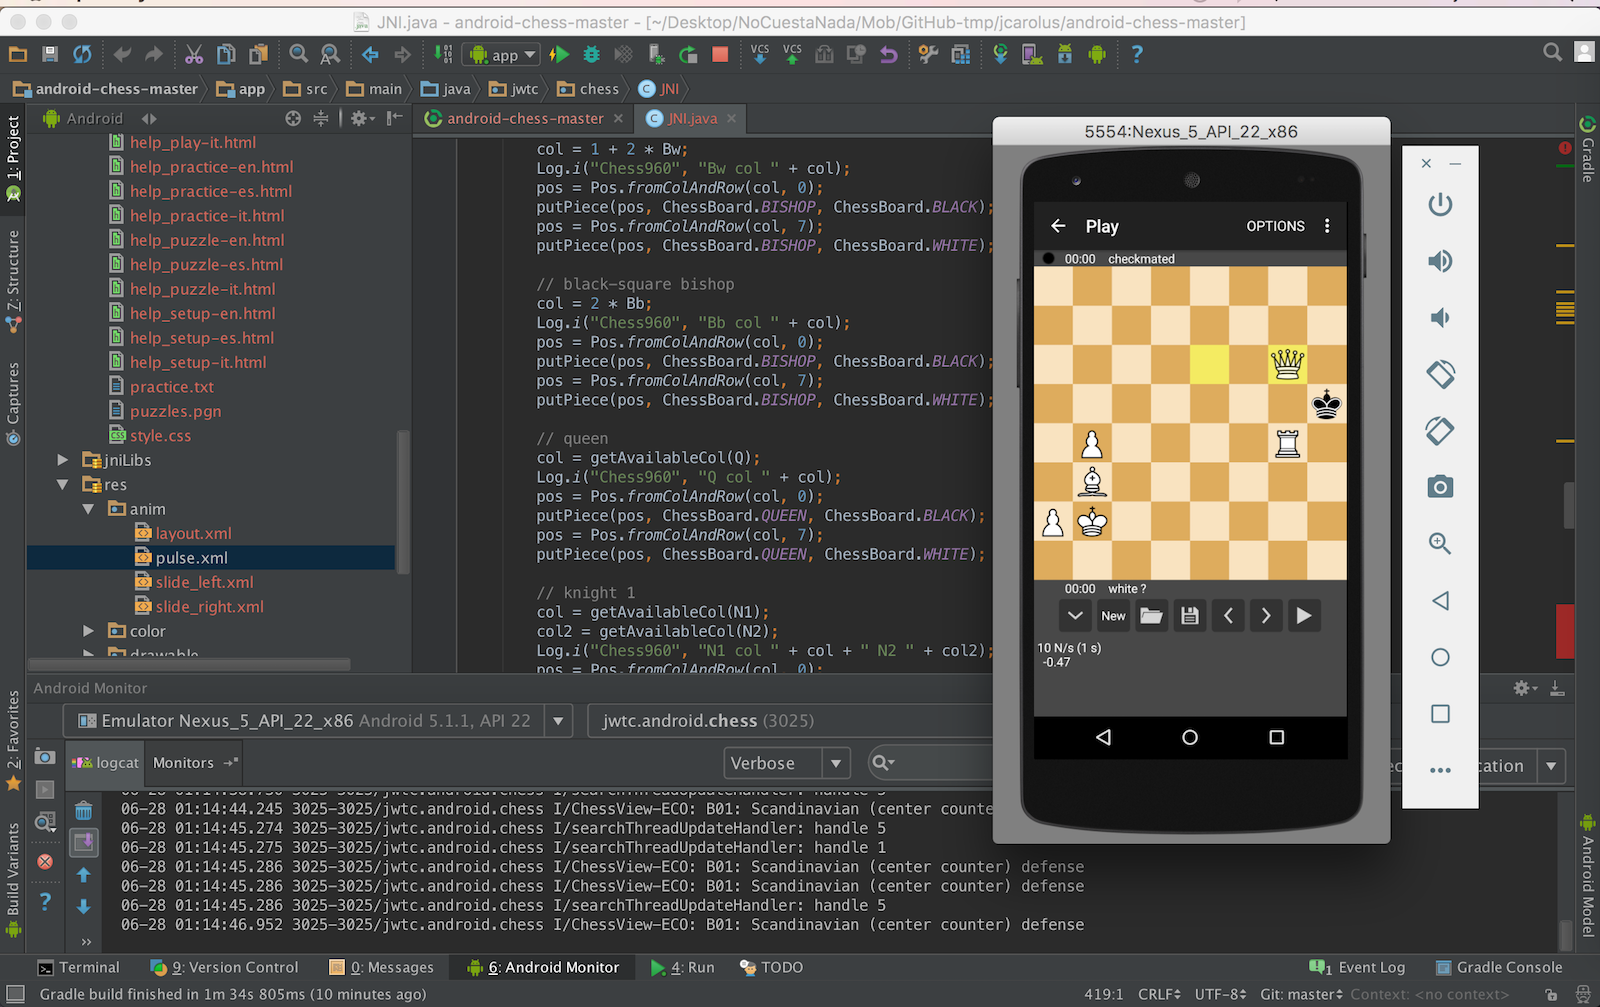 JNI.java - android-chess-master - [~/Desktop/NoCuestaNada/Mob/GitHub-tmp/jcarolus/android-chess-master]
app
VCS VCS
?
android-chess-master app src main java jwtc chess C JNI
1: Project
Z: Structure
Captures
2: Favorites
Build Variants
Android
help_play-it.html
help_practice-en.html
help_practice-es.html
help_practice-it.html
help_puzzle-en.html
help_puzzle-es.html
help_puzzle-it.html
help_setup-en.html
help_setup-es.html
help_setup-it.html
practice.txt
puzzles.pgn
style.css
jniLibs
res
anim
layout.xml
pulse.xml
slide_left.xml
slide_right.xml
color
drawable
android-chess-master C JNI.java
col = 1 + 2 * Bw;
Log.i("Chess960", "Bw col " + col);
pos = Pos.fromColAndRow(col, 0);
putPiece(pos, ChessBoard.BISHOP, ChessBoard.BLACK);
pos = Pos.fromColAndRow(col, 7);
putPiece(pos, ChessBoard.BISHOP, ChessBoard.WHITE);
// black-square bishop
col = 2 * Bb;
Log.i("Chess960", "Bb col " + col);
pos = Pos.fromColAndRow(col, 0);
putPiece(pos, ChessBoard.BISHOP, ChessBoard.BLACK);
pos = Pos.fromColAndRow(col, 7);
putPiece(pos, ChessBoard.BISHOP, ChessBoard.WHITE);
// queen
col = getAvailableCol(Q);
Log.i("Chess960", "Q col " + col);
pos = Pos.fromColAndRow(col, 0);
putPiece(pos, ChessBoard.QUEEN, ChessBoard.BLACK);
pos = Pos.fromColAndRow(col, 7);
putPiece(pos, ChessBoard.QUEEN, ChessBoard.WHITE);
// knight 1
col = getAvailableCol(N1);
col2 = getAvailableCol(N2);
Log.i("Chess960", "N1 col " + col + " N2 " + col2);
pos = Pos.fromColAndRow(col, 0);
5554:Nexus_5_API_22_x86
Play OPTIONS
00:00 checkmated
00:00 white ?
New
10 N/s (1 s)
-0.47
Gradle
Android Model
Android Monitor
Emulator Nexus_5_API_22_x86 Android 5.1.1, API 22
jwtc.android.chess (3025)
logcat Monitors
Verbose
cation
06-28 01:14:44.245 3025-3025/jwtc.android.chess I/ChessView-ECO: B01: Scandinavian (center counte
06-28 01:14:45.274 3025-3025/jwtc.android.chess I/searchThreadUpdateHandler: handle 5
06-28 01:14:45.275 3025-3025/jwtc.android.chess I/searchThreadUpdateHandler: handle 1
06-28 01:14:45.286 3025-3025/jwtc.android.chess I/ChessView-ECO: B01: Scandinavian (center counter) defense
06-28 01:14:45.286 3025-3025/jwtc.android.chess I/ChessView-ECO: B01: Scandinavian (center counter) defense
06-28 01:14:45.286 3025-3025/jwtc.android.chess I/searchThreadUpdateHandler: handle 5
06-28 01:14:46.952 3025-3025/jwtc.android.chess I/ChessView-ECO: B01: Scandinavian (center counter) defense
Terminal 9: Version Control 0: Messages 6: Android Monitor 4: Run TODO 1 Event Log Gradle Console
Gradle build finished in 1m 34s 805ms (10 minutes ago) 419:1 CRLF UTF-8 Git: master Context: <no context>